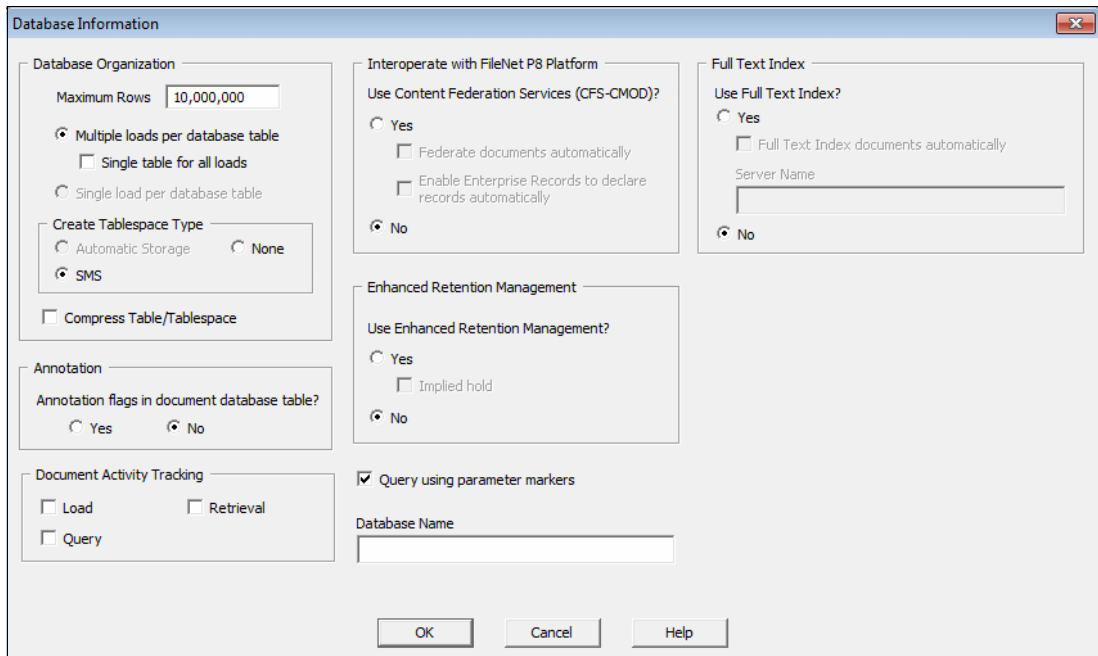 Database Information
Database Organization
Maximum Rows 10,000,000
Multiple loads per database table
Single table for all loads
Single load per database table
Create Tablespace Type
Automatic Storage None
SMS
Compress Table/Tablespace
Annotation
Annotation flags in document database table?
Yes No
Document Activity Tracking
Load Retrieval
Query
Interoperate with FileNet P8 Platform
Use Content Federation Services (CFS-CMOD)?
Yes
Federate documents automatically
Enable Enterprise Records to declare
records automatically
No
Enhanced Retention Management
Use Enhanced Retention Management?
Yes
Implied hold
No
Query using parameter markers
Database Name
Full Text Index
Use Full Text Index?
Yes
Full Text Index documents automatically
Server Name
No
OK Cancel Help